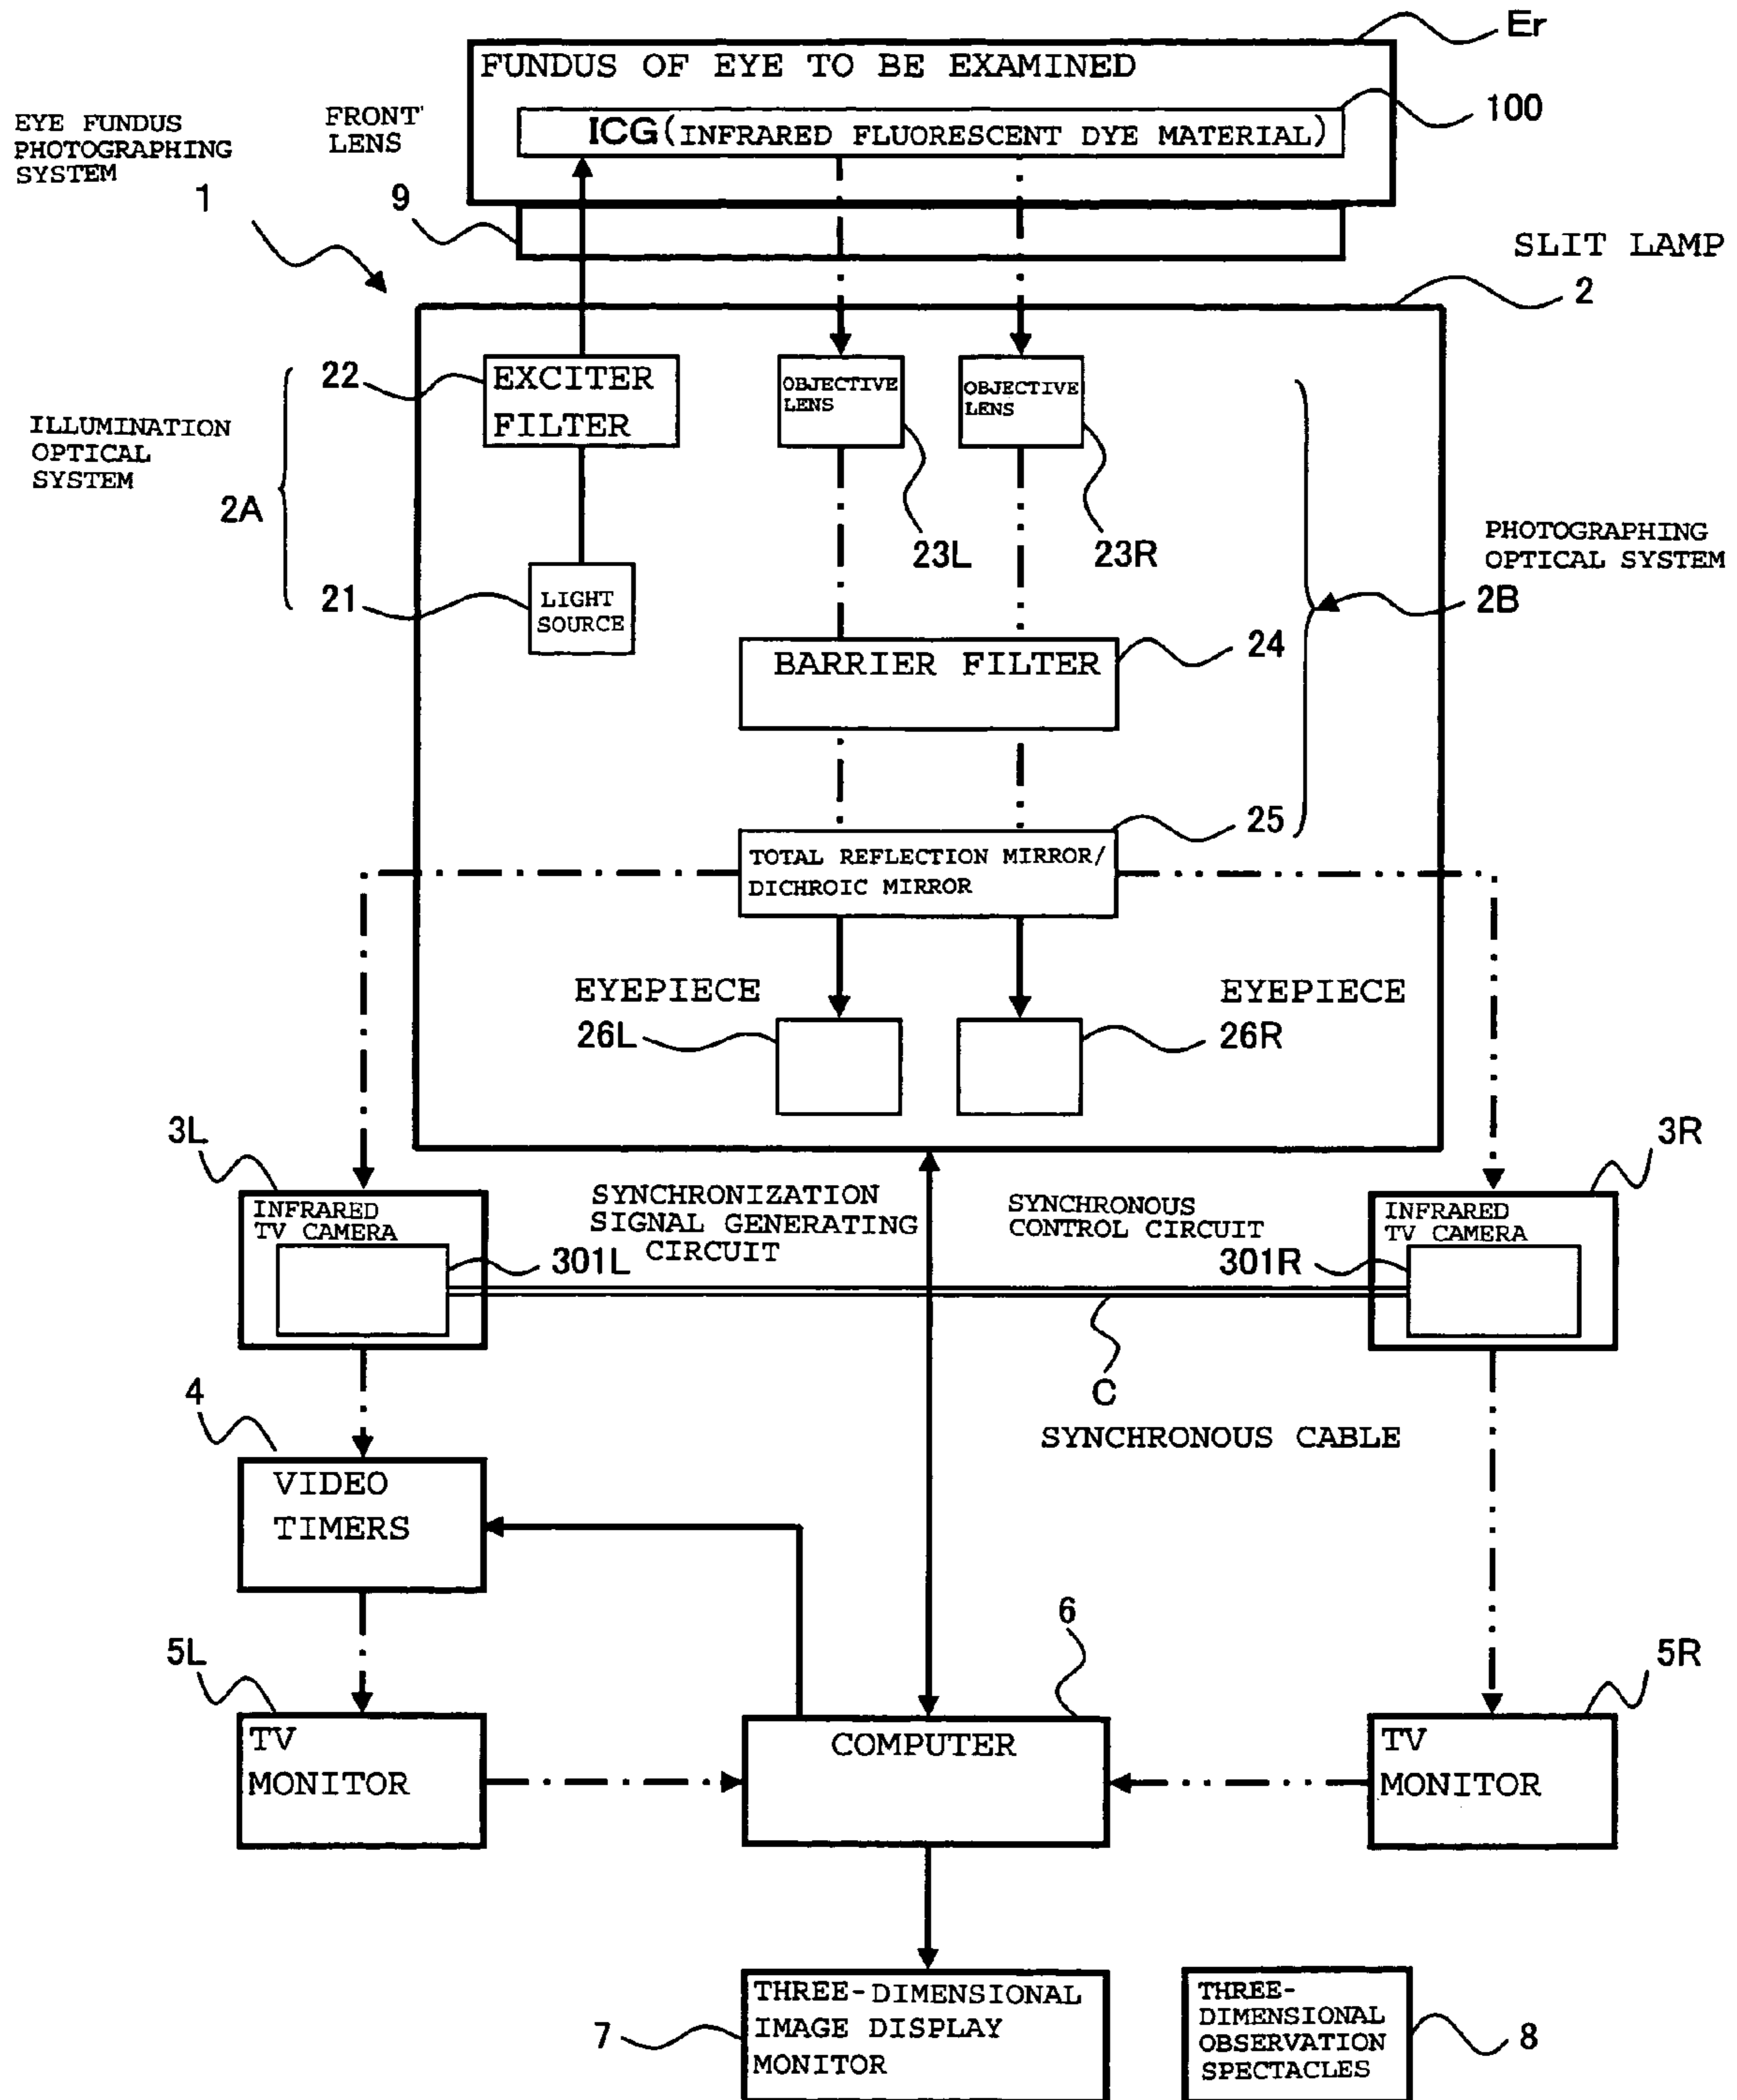 Er
FUNDUS OF EYE TO BE EXAMINED
EYE FUNDUS
PHOTOGRAPHING
SYSTEM
1
FRONT
LENS
9
ICG(INFRARED FLUORESCENT DYE MATERIAL)
100
SLIT LAMP
2
22
EXCITER
FILTER
OBJECTIVE
LENS
OBJECTIVE
LENS
ILLUMINATION
OPTICAL
SYSTEM
2A
23L
23R
PHOTOGRAPHING
OPTICAL SYSTEM
2B
21
LIGHT
SOURCE
BARRIER FILTER
24
25
TOTAL REFLECTION MIRROR/
DICHROIC MIRROR
EYEPIECE
26L
EYEPIECE
26R
3L
3R
INFRARED
TV CAMERA
SYNCHRONIZATION
SIGNAL GENERATING
CIRCUIT
301L
SYNCHRONOUS
CONTROL CIRCUIT
301R
INFRARED
TV CAMERA
C
SYNCHRONOUS CABLE
4
VIDEO
TIMERS
5L
6
5R
TV
MONITOR
COMPUTER
TV
MONITOR
7
THREE-DIMENSIONAL
IMAGE DISPLAY
MONITOR
THREE-
DIMENSIONAL
OBSERVATION
SPECTACLES
8